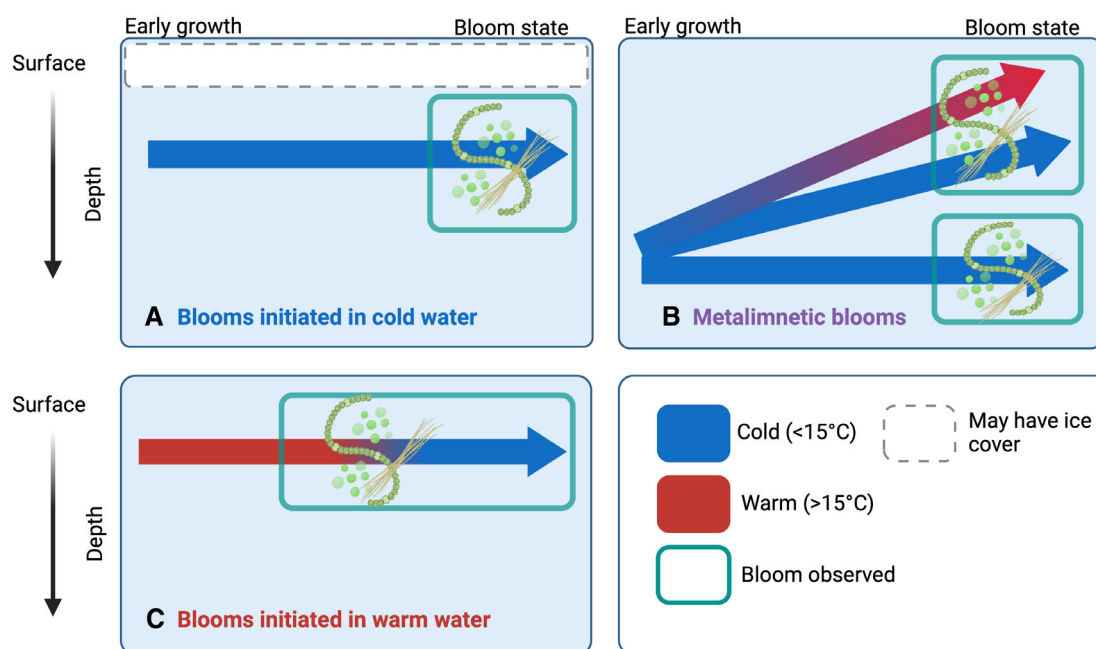 Early growth
Bloom state
Early growth
Bloom state
Surface
Depth
A Blooms initiated in cold water
B Metalimnetic blooms
Surface
Depth
C Blooms initiated in warm water
Cold (<15°C)
May have ice
cover
Warm (>15°C)
Bloom observed